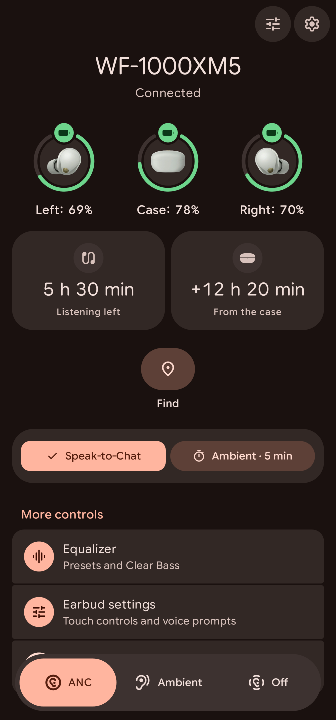 WF-1000XM5
Connected
Left: 69%
Case: 78%
Right: 70%
5 h 30 min
Listening left
+12 h 20 min
From the case
Find
Speak-to-Chat
Ambient · 5 min
More controls
Equalizer
Presets and Clear Bass
Earbud settings
Touch controls and voice prompts
ANC
Ambient
Off